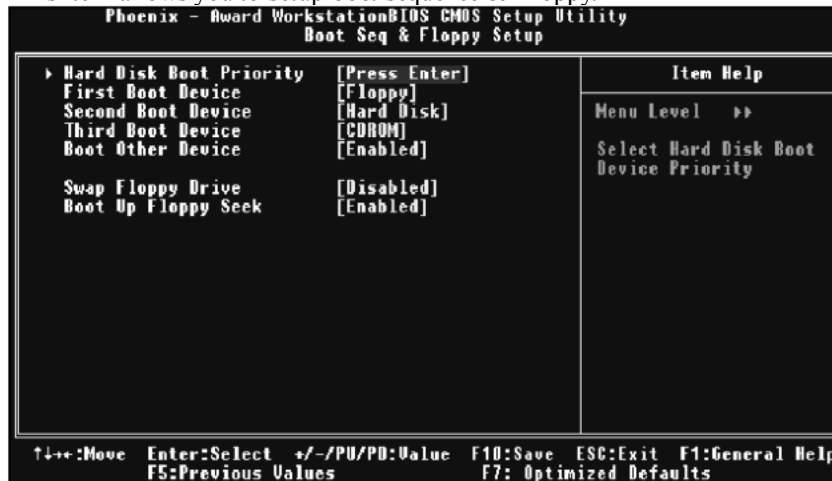 Phoenix - Award WorkstationBIOS CMOS Setup Utility
Boot Seq & Floppy Setup
Hard Disk Boot Priority [Press Enter]
First Boot Device [Floppy]
Second Boot Device [Hard Disk]
Third Boot Device [CDROM]
Boot Other Device [Enabled]
Swap Floppy Drive [Disabled]
Boot Up Floppy Seek [Enabled]
Item Help
Menu Level ▸▸
Select Hard Disk Boot
Device Priority
↑↓→←:Move Enter:Select +/-/PU/PD:Value F10:Save ESC:Exit F1:General Help
F5:Previous Values F7: Optimized Defaults